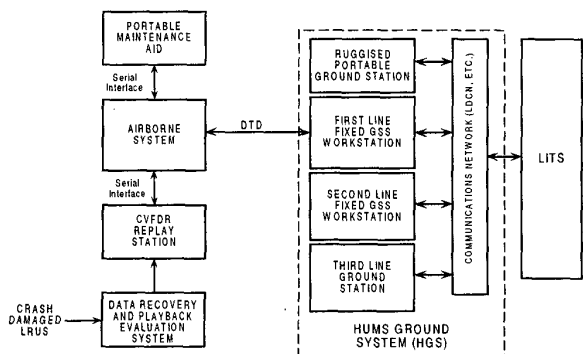 PORTABLE
MAINTENANCE
AID
Serial
Interface
AIRBORNE
SYSTEM
DTD
Serial
Interface
CVFDR
REPLAY
STATION
CRASH
DAMAGED
LRUS
DATA RECOVERY
AND PLAYBACK
EVALUATION
SYSTEM
RUGGISED
PORTABLE
GROUND STATION
FIRST LINE
FIXED GSS
WORKSTATION
SECOND LINE
FIXED GSS
WORKSTATION
THIRD LINE
GROUND
STATION
COMMUNICATIONS NETWORK (LDCN, ETC.)
HUMS GROUND
SYSTEM (HGS)
LITS